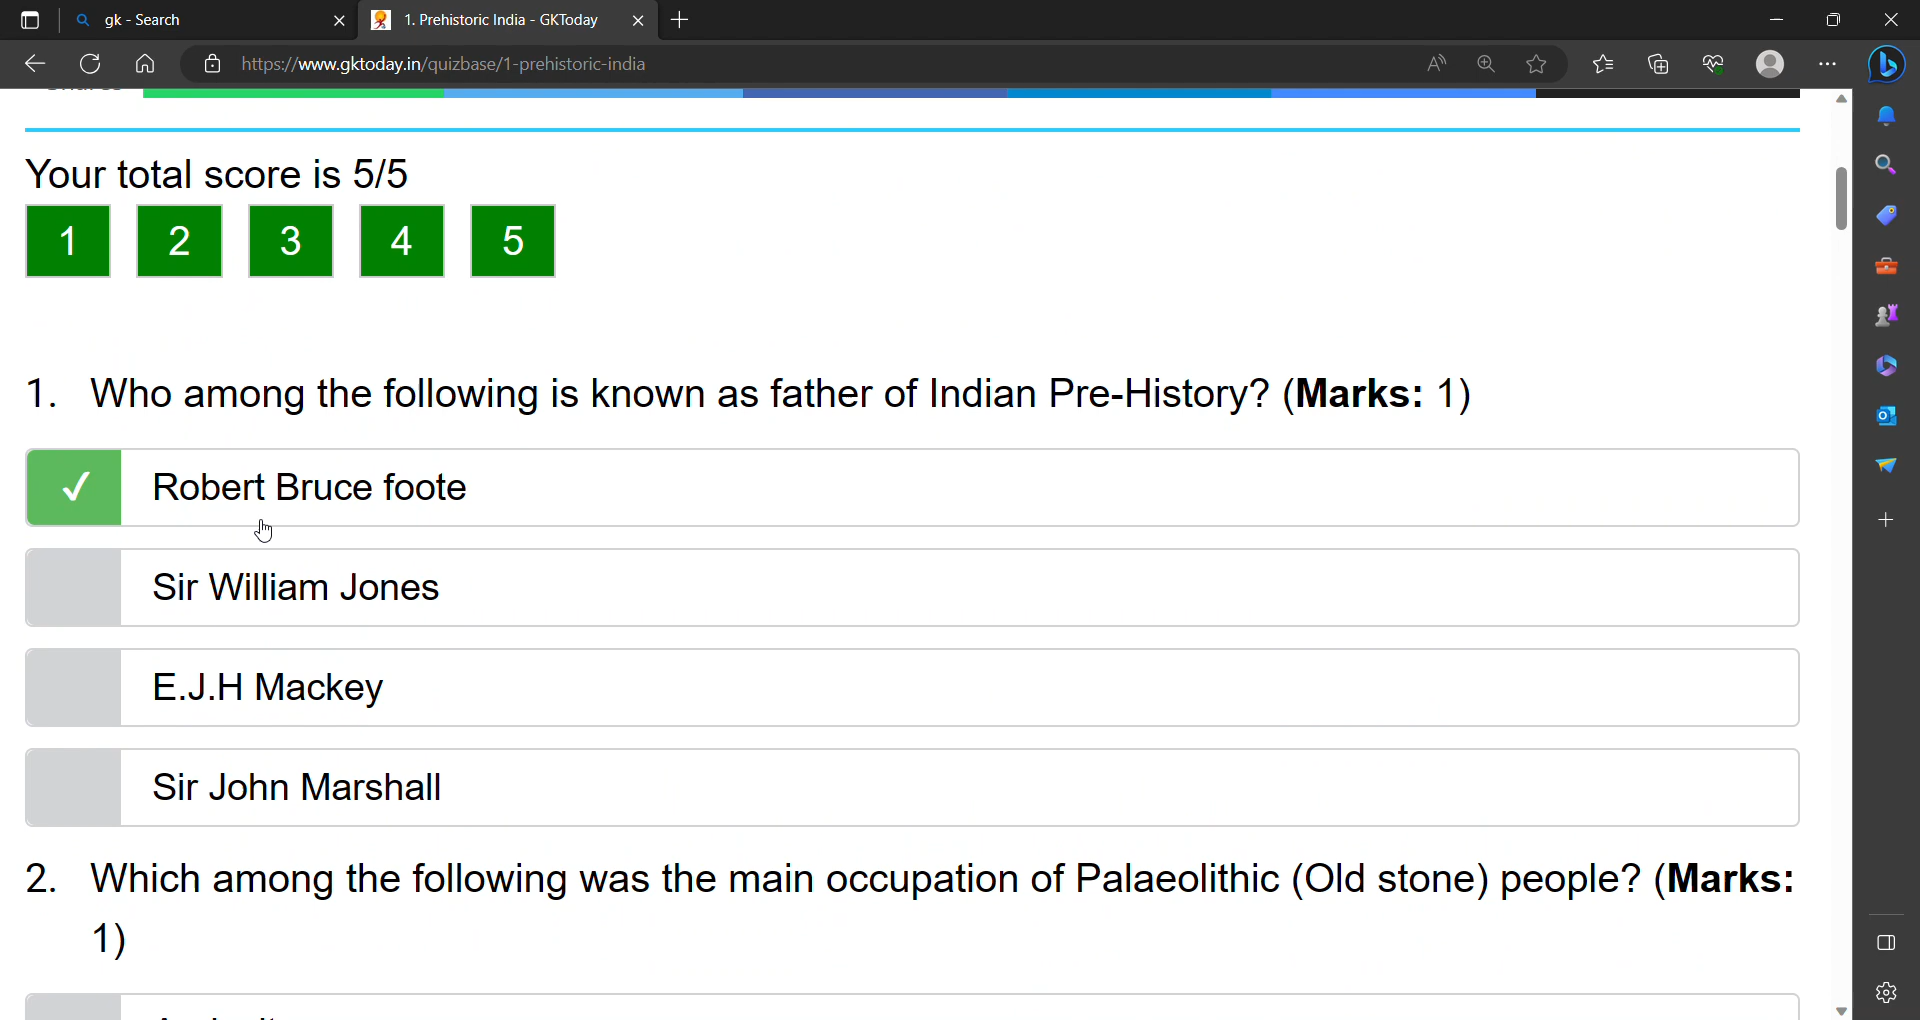 gk - Search
1. Prehistoric India - GKToday
https://www.gktoday.in/quizbase/1-prehistoric-india
Your total score is 5/5
1 2 3 4 5
1. Who among the following is known as father of Indian Pre-History? (Marks: 1)
Robert Bruce foote
Sir William Jones
E.J.H Mackey
Sir John Marshall
2. Which among the following was the main occupation of Palaeolithic (Old stone) people? (Marks:
1)